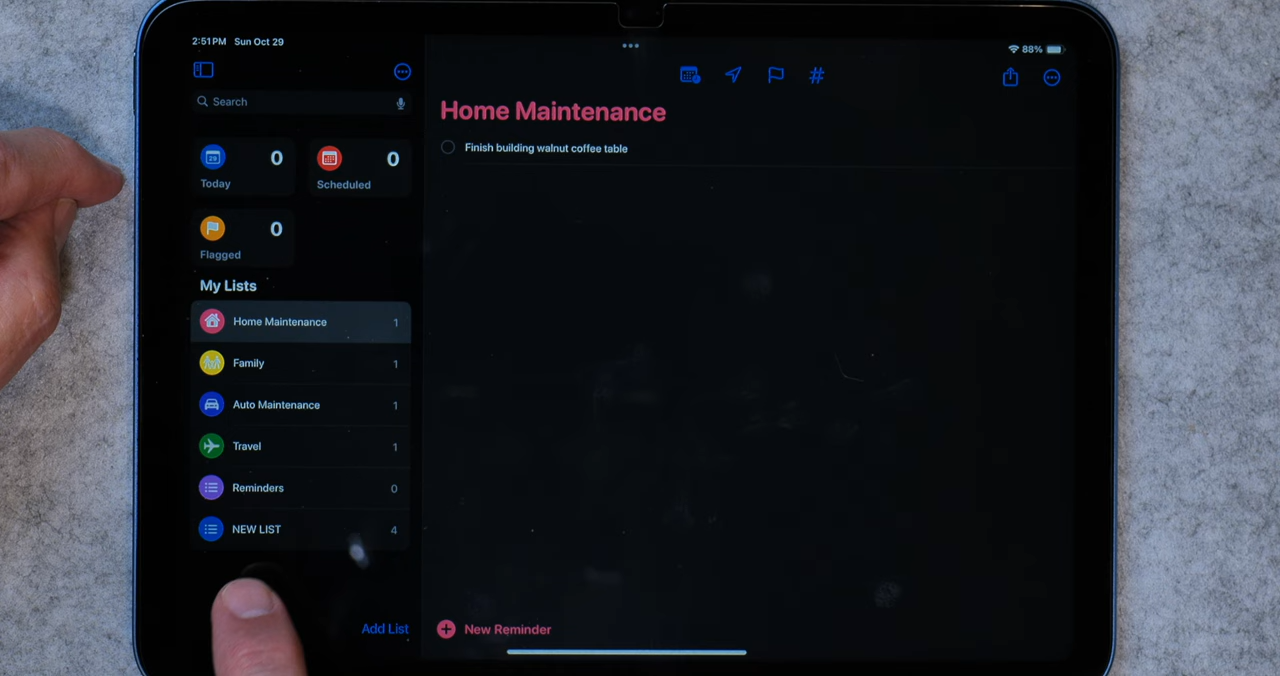 2:51 PM Sun Oct 29
88%
Search
29
0
Today
0
Scheduled
0
Flagged
My Lists
Home Maintenance 1
Family 1
Auto Maintenance 1
Travel 1
Reminders 0
NEW LIST 4
Add List
#
Home Maintenance
Finish building walnut coffee table
New Reminder